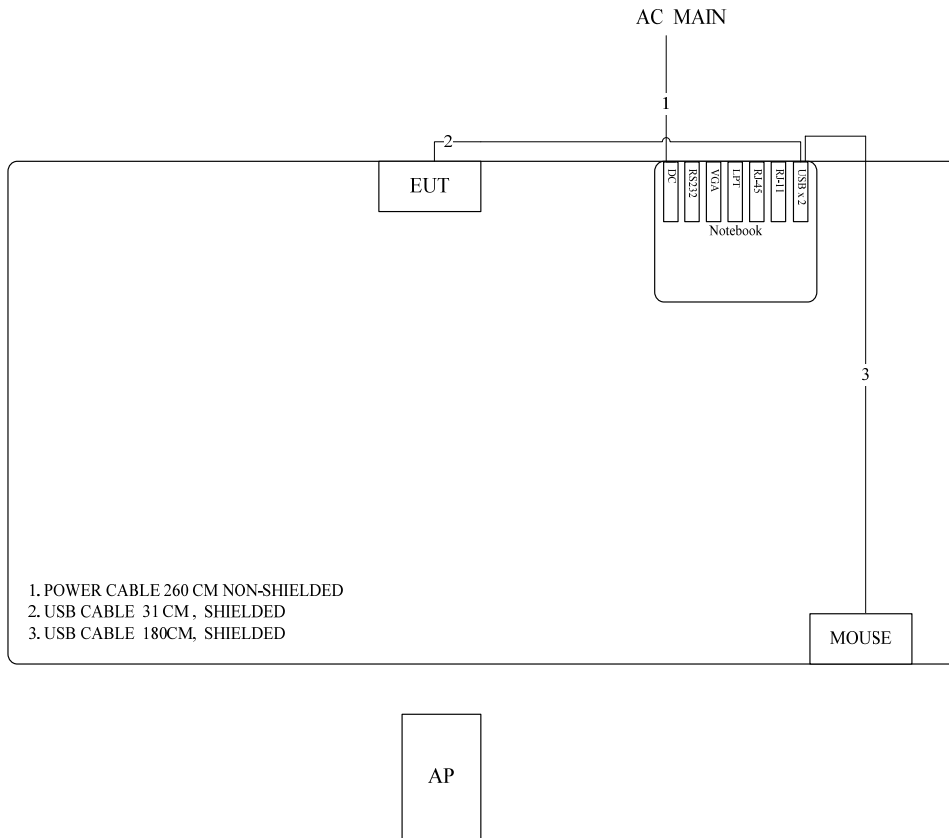 AC MAIN
1
2
EUT
DC
RS232
VGA
LPT
RJ-45
RJ-11
USB x 2
Notebook
3
1. POWER CABLE 260 CM NON-SHIELDED
2. USB CABLE 31 CM , SHIELDED
3. USB CABLE 180CM, SHIELDED
MOUSE
AP